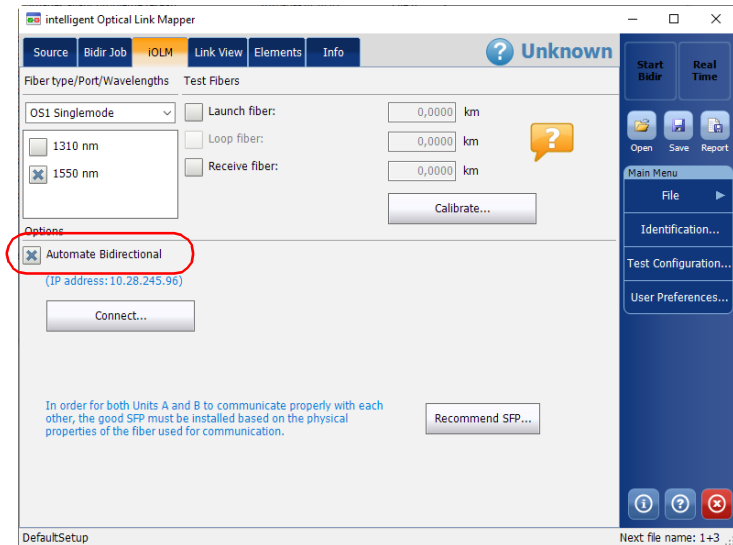 intelligent Optical Link Mapper
Source Bidir Job iOLM Link View Elements Info
? Unknown
Start Bidir
Real Time
Fiber type/Port/Wavelengths Test Fibers
OS1 Singlemode
Launch fiber: 0,0000 km
1310 nm
Loop fiber: 0,0000 km
?
1550 nm
Receive fiber: 0,0000 km
Calibrate...
Open Save Report
Main Menu
File
Identification...
Test Configuration...
User Preferences...
Options
Automate Bidirectional
(IP address:10.28.245.96)
Connect...
In order for both Units A and B to communicate properly with each
other, the good SFP must be installed based on the physical
properties of the fiber used for communication.
Recommend SFP...
DefaultSetup
Next file name: 1+3